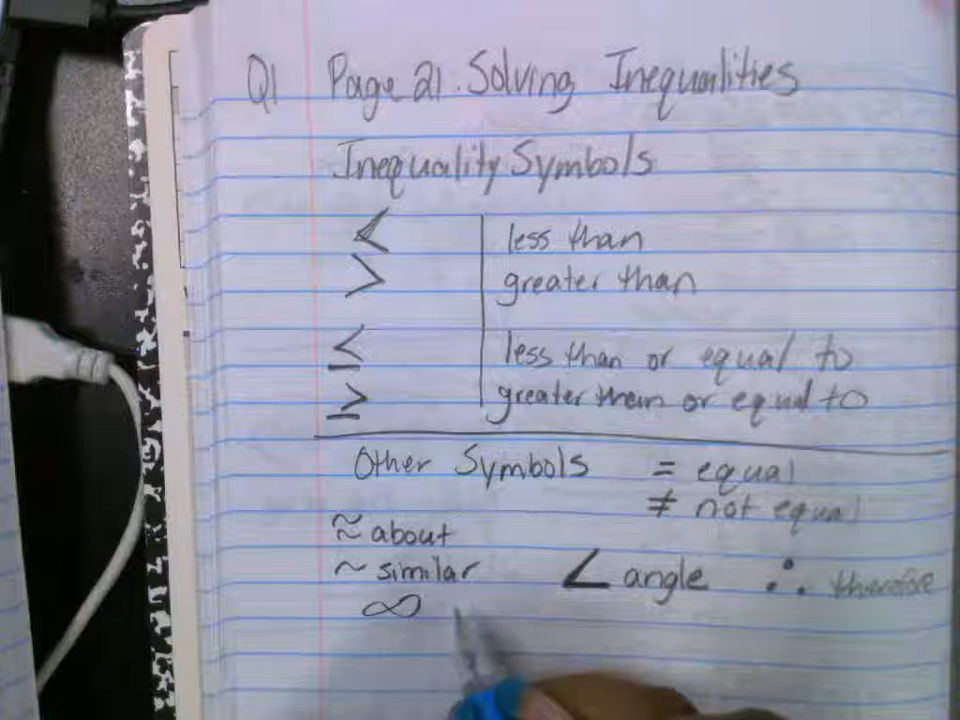 Q1 Page 21. Solving Inequalities
Inequality Symbols
< less than
> greater than
≤ less than or equal to
≥ greater them or equal to
Other Symbols = equal
≠ not equal
≈ about
~ similar ∠ angle ∴ therefore
∞